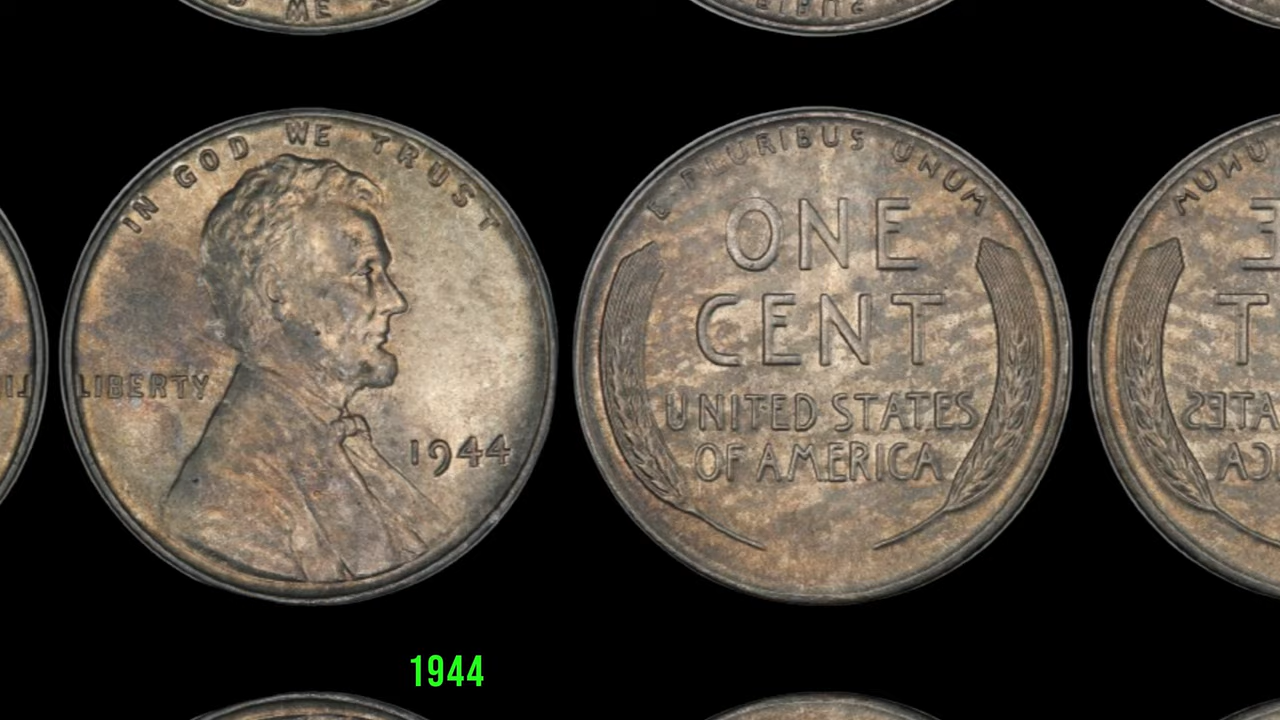 IN GOD WE TRUST
LIBERTY
1944
E PLURIBUS UNUM
ONE
CENT
UNITED STATES
OF AMERICA
1944